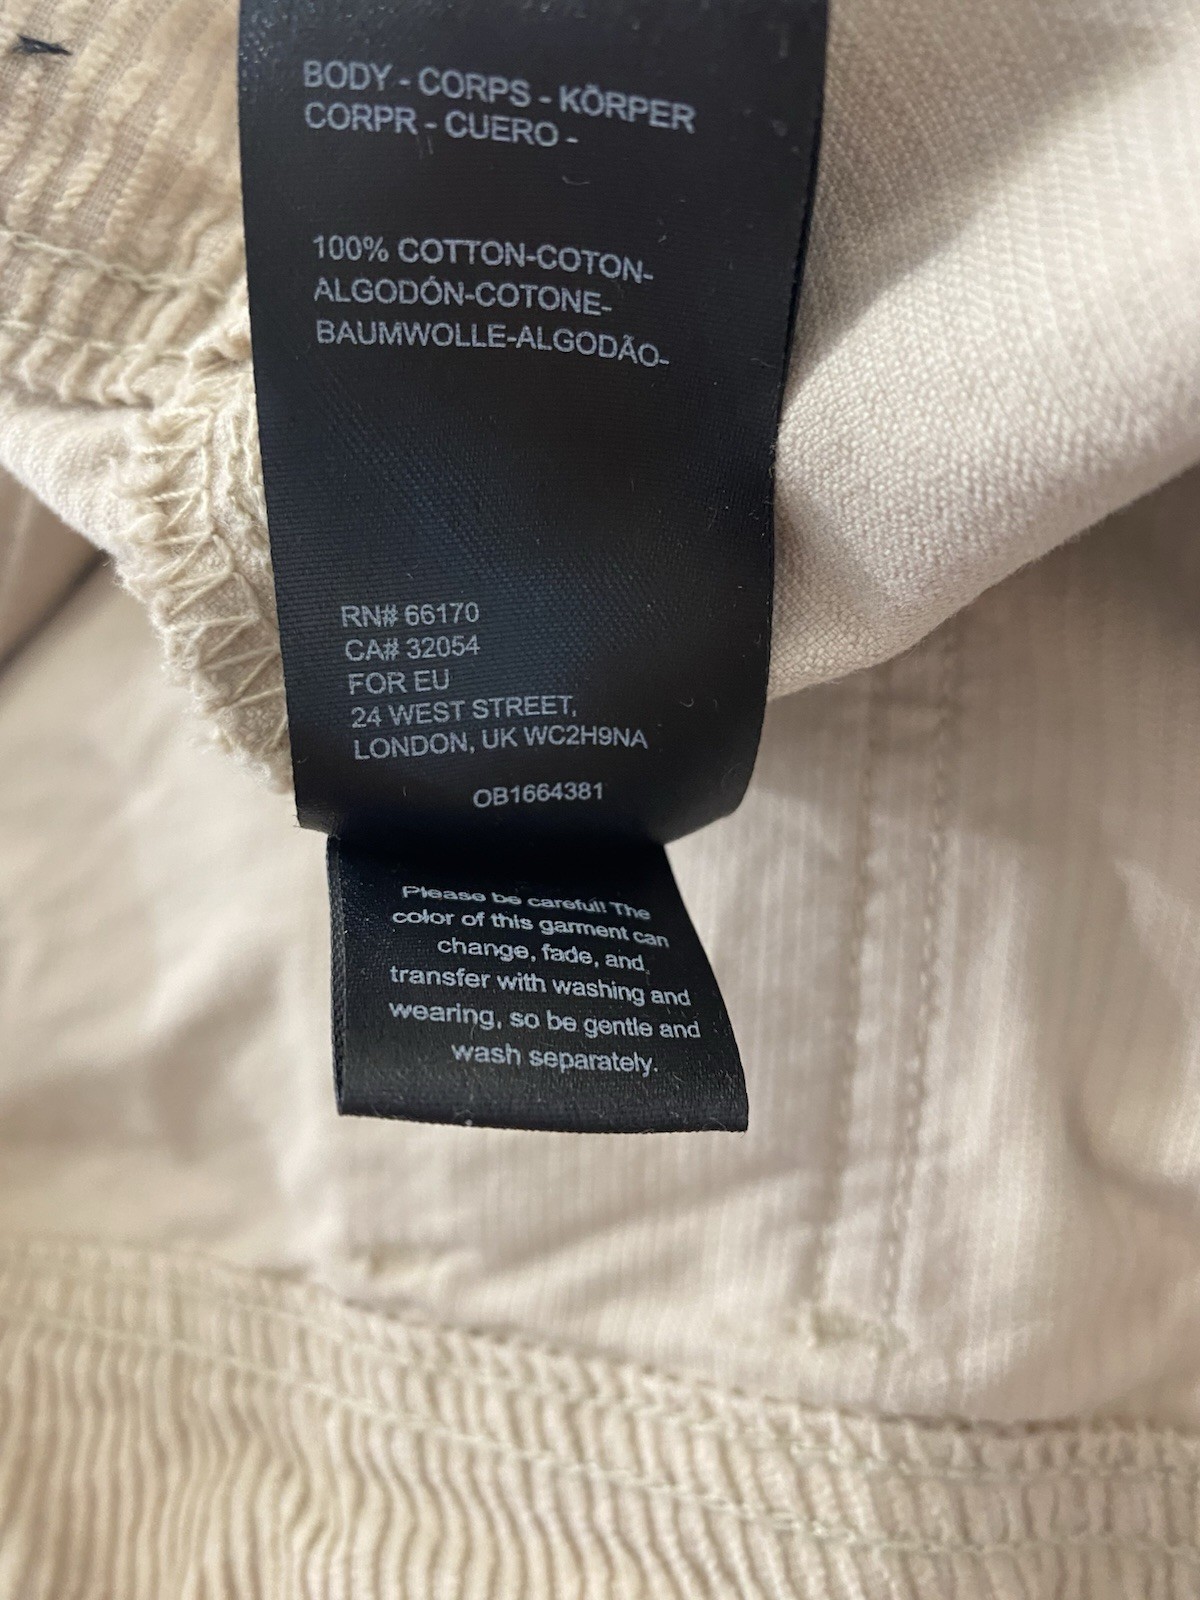 BODY - CORPS - KÖRPER
CORPR - CUERO -
100% COTTON-COTON-
ALGODÓN-COTONE-
BAUMWOLLE-ALGODÃO-
RN# 66170
CA# 32054
FOR EU
24 WEST STREET,
LONDON, UK WC2H9NA
OB1664381
Please be careful! The
color of this garment can
change, fade, and
transfer with washing and
wearing, so be gentle and
wash separately.